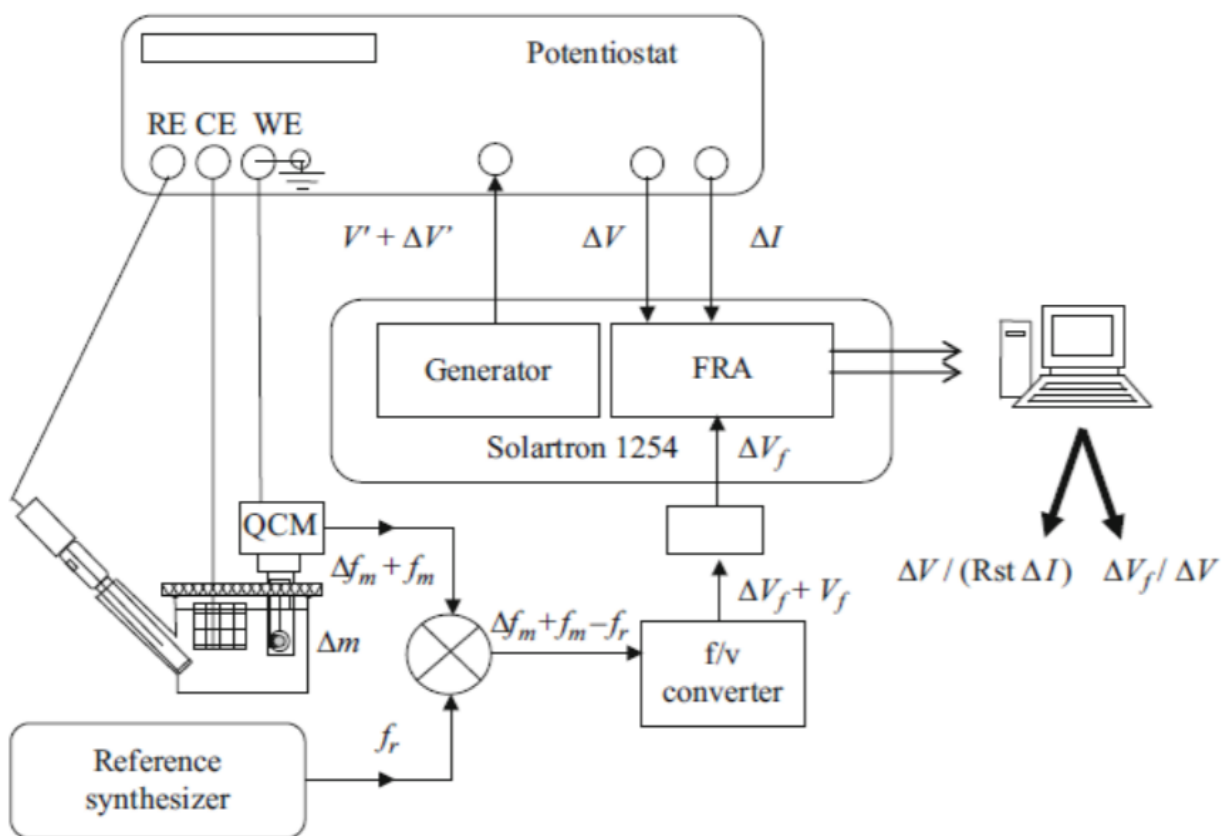 Potentiostat
RE CE WE
V' + ΔV' ΔV ΔI
Generator FRA
Solartron 1254 ΔV_f
QCM
Δf_m + f_m
ΔV / (Rst ΔI) ΔV_f / ΔV
ΔV_f + V_f
Δm
Δf_m+f_m–f_r
f/v
converter
f_r
Reference
synthesizer